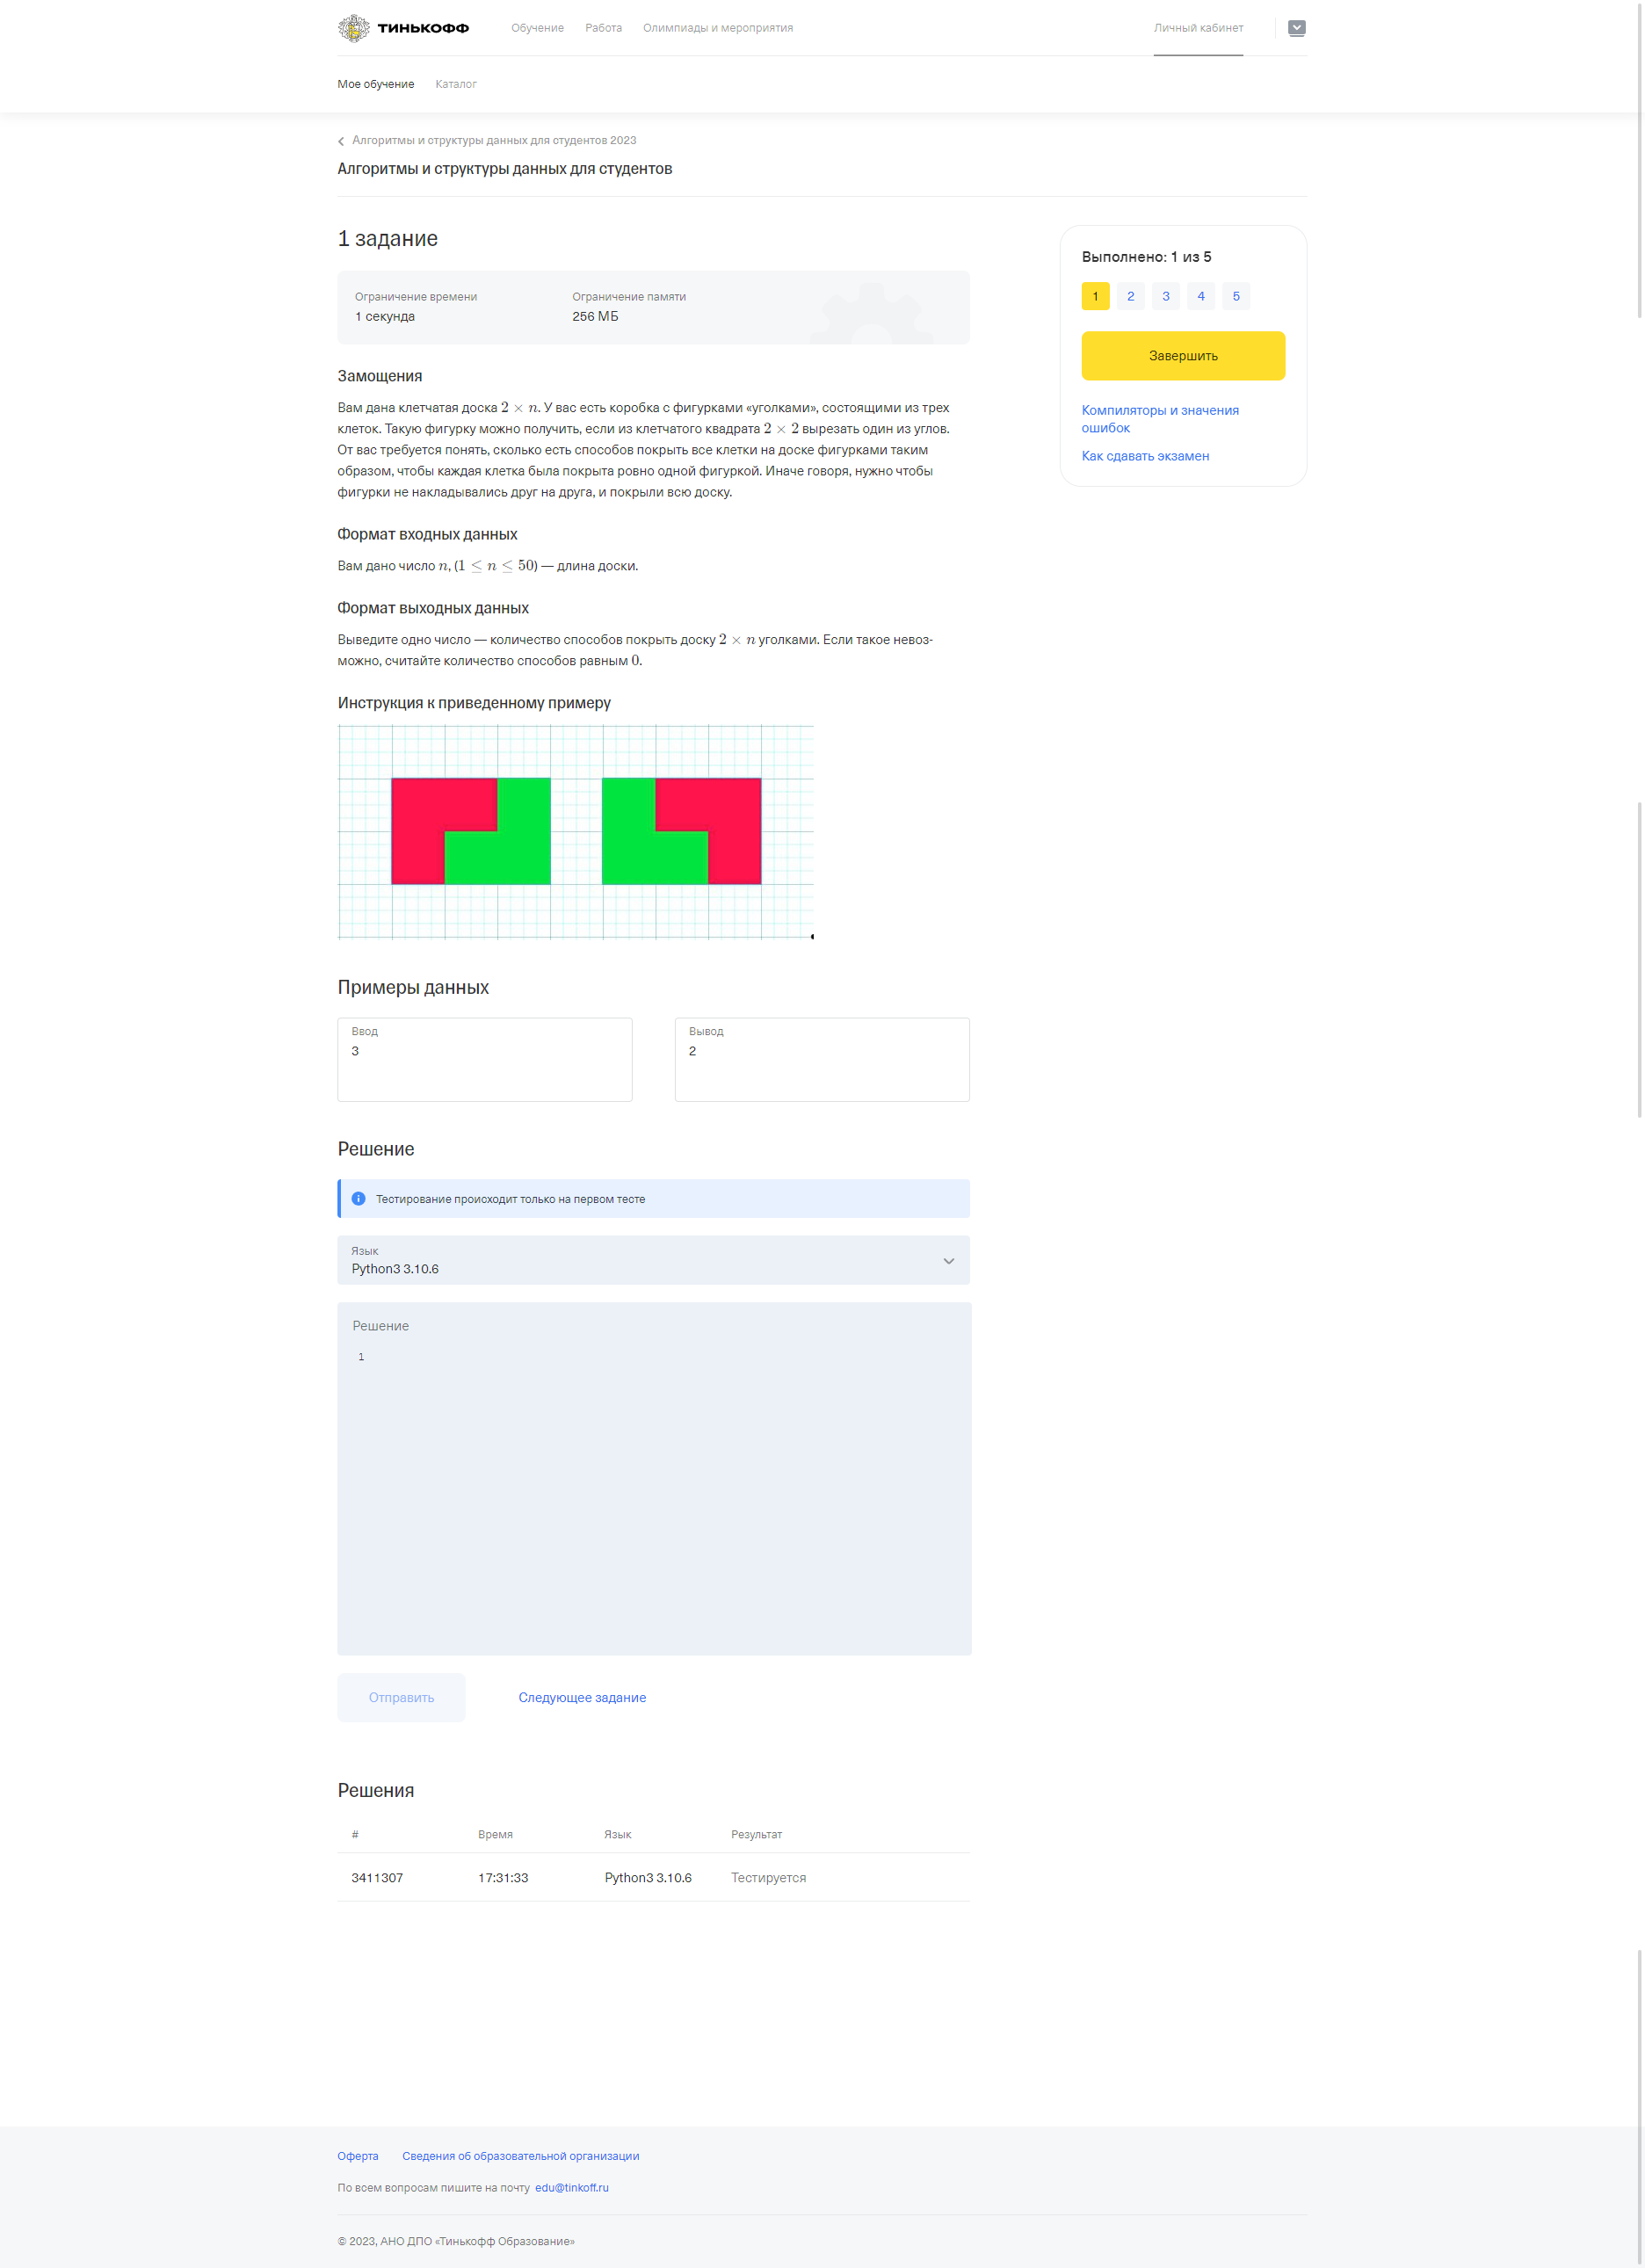 ТИНЬКОФФ
Обучение Работа Олимпиады и мероприятия Личный кабинет
Мое обучение Каталог
Алгоритмы и структуры данных для студентов 2023
Алгоритмы и структуры данных для студентов
1 задание
Ограничение времени Ограничение памяти
1 секунда 256 МБ
Выполнено: 1 из 5
1 2 3 4 5
Завершить
Компиляторы и значения
ошибок
Как сдавать экзамен
Замощения
Вам дана клетчатая доска 2 × n. У вас есть коробка с фигурками «уголками», состоящими из трех
клеток. Такую фигурку можно получить, если из клетчатого квадрата 2 × 2 вырезать один из углов.
От вас требуется понять, сколько есть способов покрыть все клетки на доске фигурками таким
образом, чтобы каждая клетка была покрыта ровно одной фигуркой. Иначе говоря, нужно чтобы
фигурки не накладывались друг на друга, и покрыли всю доску.
Формат входных данных
Вам дано число n, (1 ≤ n ≤ 50) — длина доски.
Формат выходных данных
Выведите одно число — количество способов покрыть доску 2 × n уголками. Если такое невоз-
можно, считайте количество способов равным 0.
Инструкция к приведенному примеру
Примеры данных
Ввод Вывод
3 2
Решение
Тестирование происходит только на первом тесте
Язык
Python3 3.10.6
Решение
1
Отправить Следующее задание
Решения
# Время Язык Результат
3411307 17:31:33 Python3 3.10.6 Тестируется
Оферта Сведения об образовательной организации
По всем вопросам пишите на почту edu@tinkoff.ru
© 2023, АНО ДПО «Тинькофф Образование»